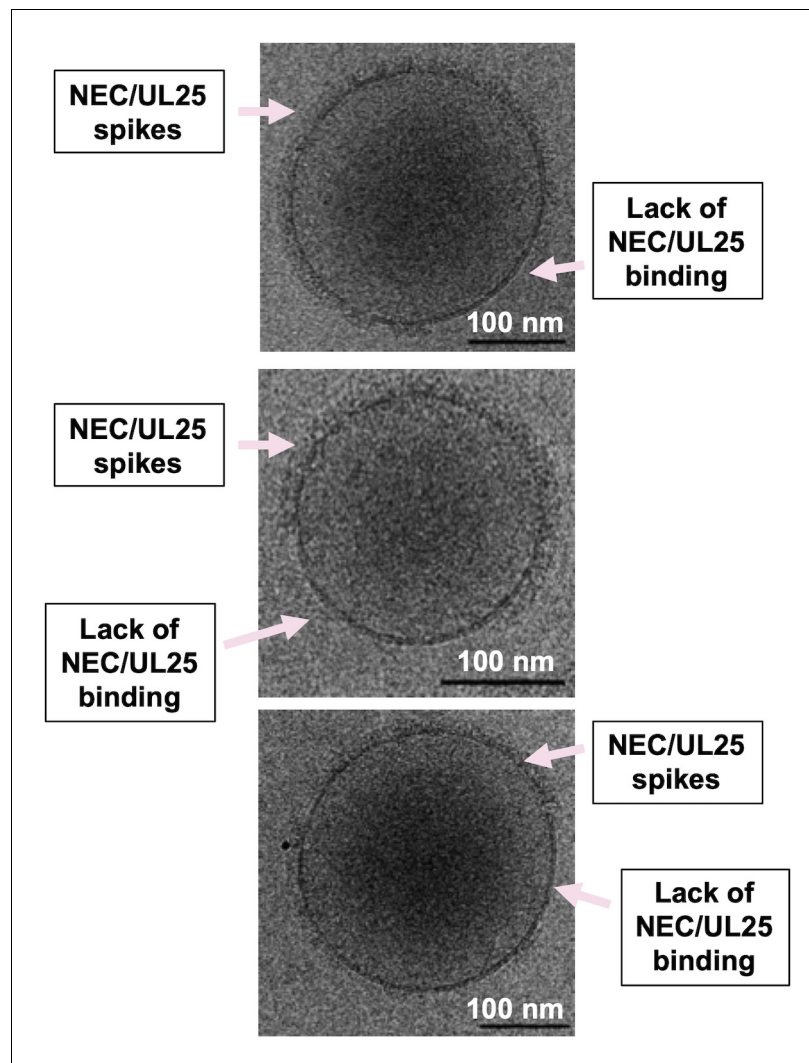 NEC/UL25
spikes
Lack of
NEC/UL25
binding
100 nm
NEC/UL25
spikes
Lack of
NEC/UL25
binding
100 nm
NEC/UL25
spikes
Lack of
NEC/UL25
binding
100 nm